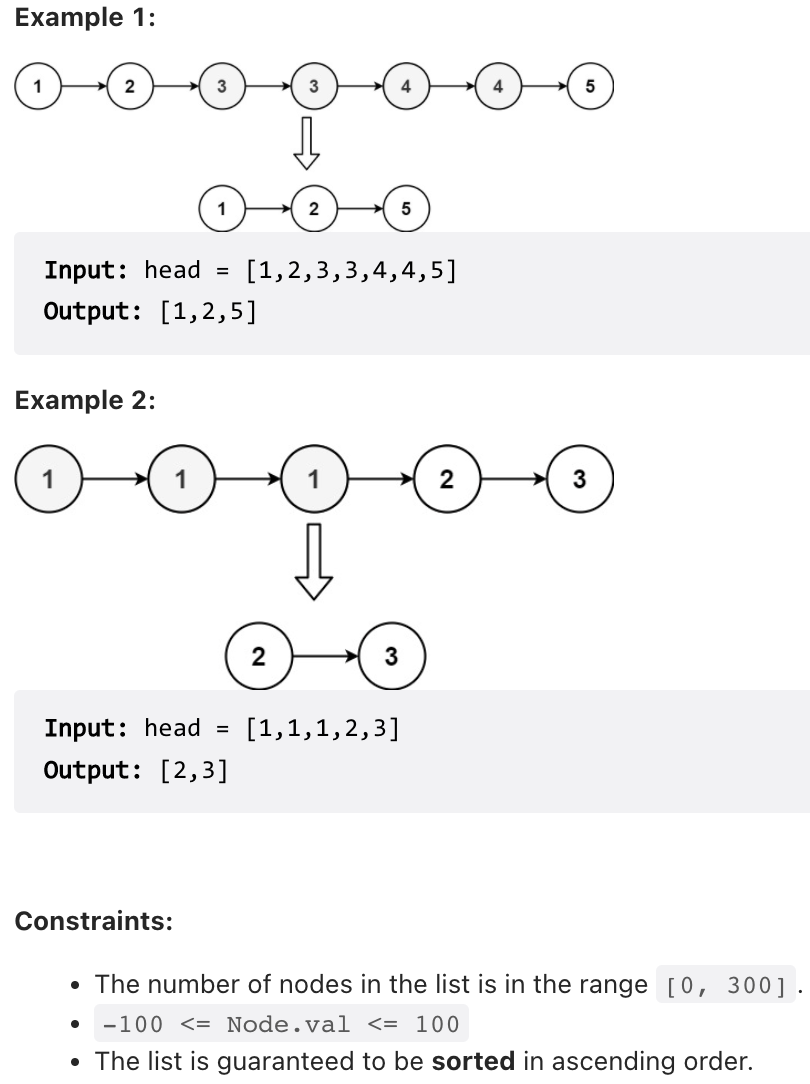 Example 1:
1 2 3 3 4 4 5
1 2 5
Input: head = [1,2,3,3,4,4,5]
Output: [1,2,5]
Example 2:
1 1 1 2 3
2 3
Input: head = [1,1,1,2,3]
Output: [2,3]
Constraints:
• The number of nodes in the list is in the range [0, 300].
• -100 <= Node.val <= 100
• The list is guaranteed to be sorted in ascending order.